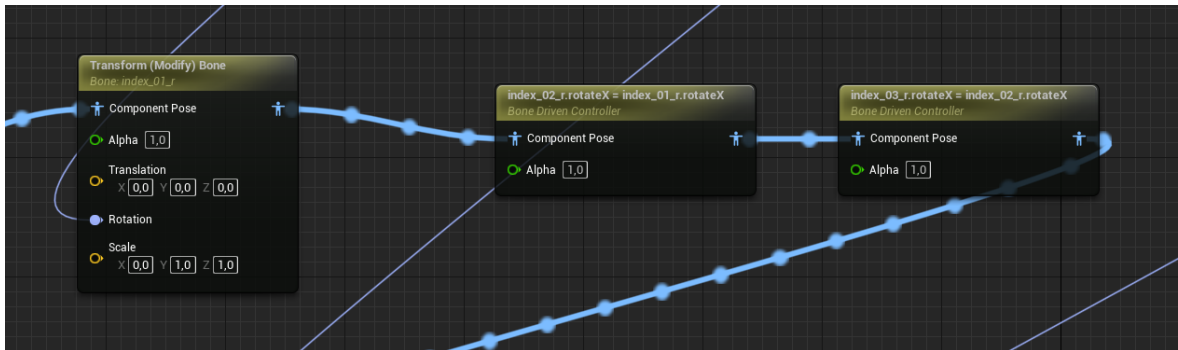 Transform (Modify) Bone
Bone: index_01_r
Component Pose
Alpha 1,0
Translation
X 0,0 Y 0,0 Z 0,0
Rotation
Scale
X 0,0 Y 1,0 Z 1,0
index_02_r.rotateX = index_01_r.rotateX
Bone Driven Controller
Component Pose
Alpha 1,0
index_03_r.rotateX = index_02_r.rotateX
Bone Driven Controller
Component Pose
Alpha 1,0